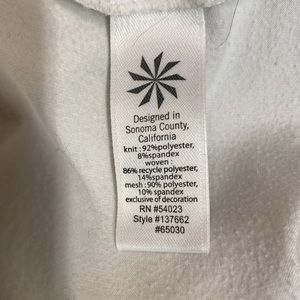 Designed in
Sonoma County,
California
knit : 92%polyester,
8%spandex
woven :
86% recycle polyester,
14%spandex
mesh : 90% polyester,
10% spandex
exclusive of decoration
RN #54023
Style #137662
#65030